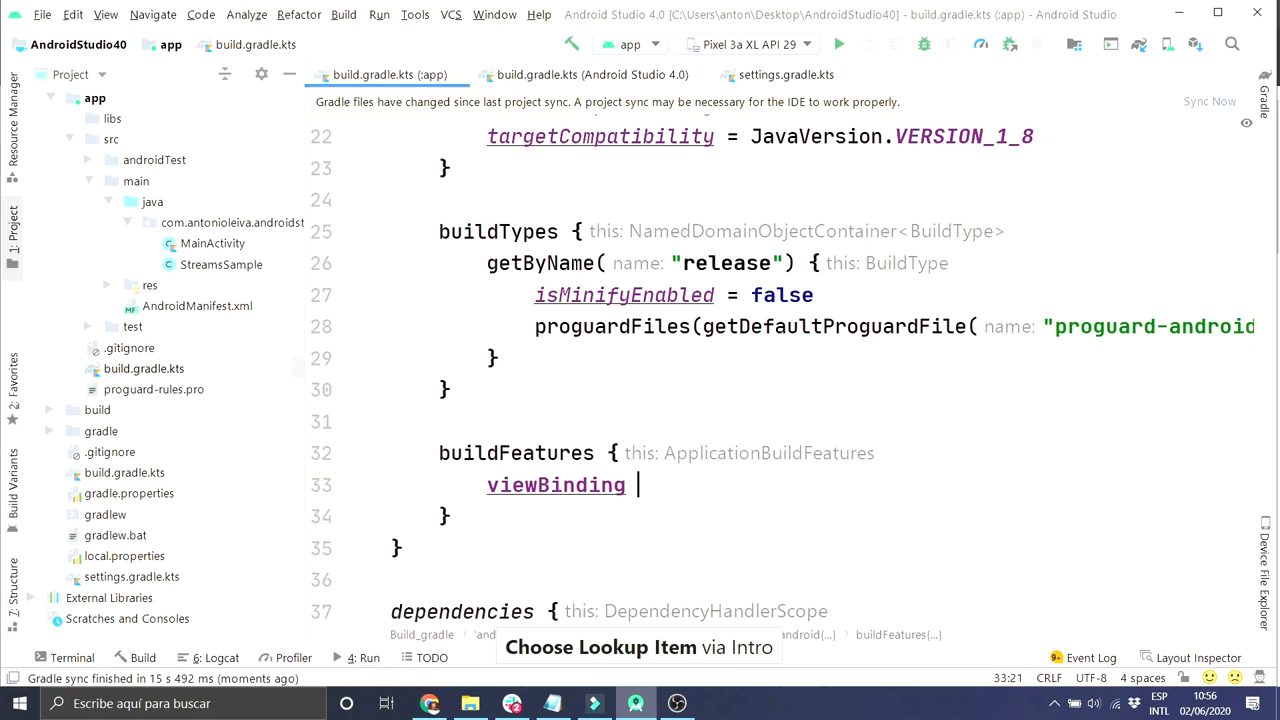 File Edit View Navigate Code Analyze Refactor Build Run Tools VCS Window Help Android Studio 4.0 [C:\Users\anton\Desktop\AndroidStudio40] - build.gradle.kts (:app) - Android Studio
AndroidStudio40 app build.gradle.kts app Pixel 3a XL API 29
Project build.gradle.kts (:app) build.gradle.kts (Android Studio 4.0) settings.gradle.kts
Gradle files have changed since last project sync. A project sync may be necessary for the IDE to work properly. Sync Now
Resource Manager
1: Project
2: Favorites
Build Variants
7: Structure
app
libs
src
androidTest
main
java
com.antonioleiva.androidst
MainActivity
StreamsSample
res
AndroidManifest.xml
test
.gitignore
build.gradle.kts
proguard-rules.pro
build
gradle
.gitignore
build.gradle.kts
gradle.properties
gradlew
gradlew.bat
local.properties
settings.gradle.kts
External Libraries
Scratches and Consoles
22 targetCompatibility = JavaVersion.VERSION_1_8
23 }
24
25 buildTypes { this: NamedDomainObjectContainer<BuildType>
26 getByName( name: "release") { this: BuildType
27 isMinifyEnabled = false
28 proguardFiles(getDefaultProguardFile( name: "proguard-android
29 }
30 }
31
32 buildFeatures { this: ApplicationBuildFeatures
33 viewBinding
34 }
35 }
36
37 dependencies { this: DependencyHandlerScope
Gradle
Device File Explorer
Build_gradle android{...} buildFeatures{...}
Choose Lookup Item via Intro
Terminal Build 6: Logcat Profiler 4: Run TODO Event Log Layout Inspector
Gradle sync finished in 15 s 492 ms (moments ago) 33:21 CRLF UTF-8 4 spaces
Escribe aquí para buscar
ESP
INTL
10:56
02/06/2020